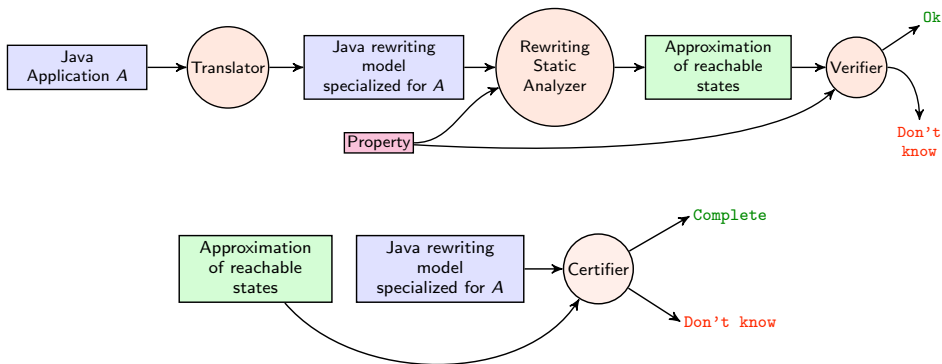 Java
Application A
Translator
Java rewriting
model
specialized for A
Rewriting
Static
Analyzer
Approximation
of reachable
states
Verifier
Ok
Don't
know
Property
Approximation
of reachable
states
Java rewriting
model
specialized for A
Certifier
Complete
Don't know